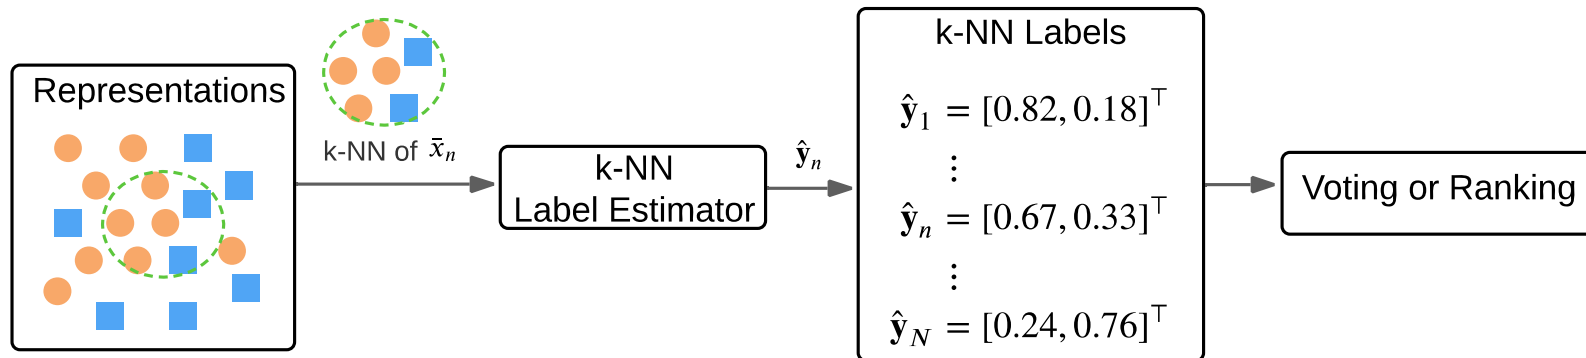 Representations
k-NN of x̄ₙ
k-NN
Label Estimator
ŷₙ
k-NN Labels
ŷ₁ = [0.82, 0.18]⊤
⋮
ŷₙ = [0.67, 0.33]⊤
⋮
ŷ_N = [0.24, 0.76]⊤
Voting or Ranking